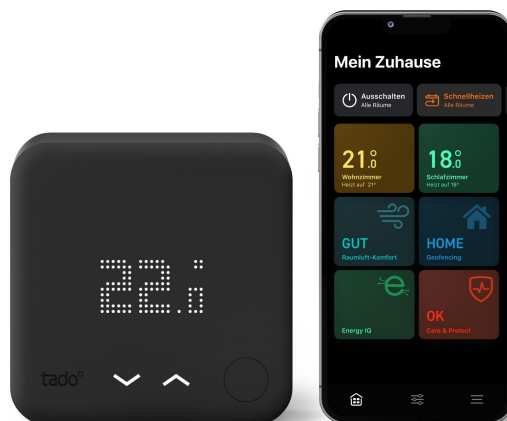 22.0°
tado°
Mein Zuhause
Ausschalten
Alle Räume
Schnellheizen
Alle Räume
21.0°
Wohnzimmer
Heizt auf 21°
18.0°
Schlafzimmer
Heizt auf 18°
GUT
Raumluft-Komfort
HOME
Geofencing
e
Energy IQ
OK
Care & Protect